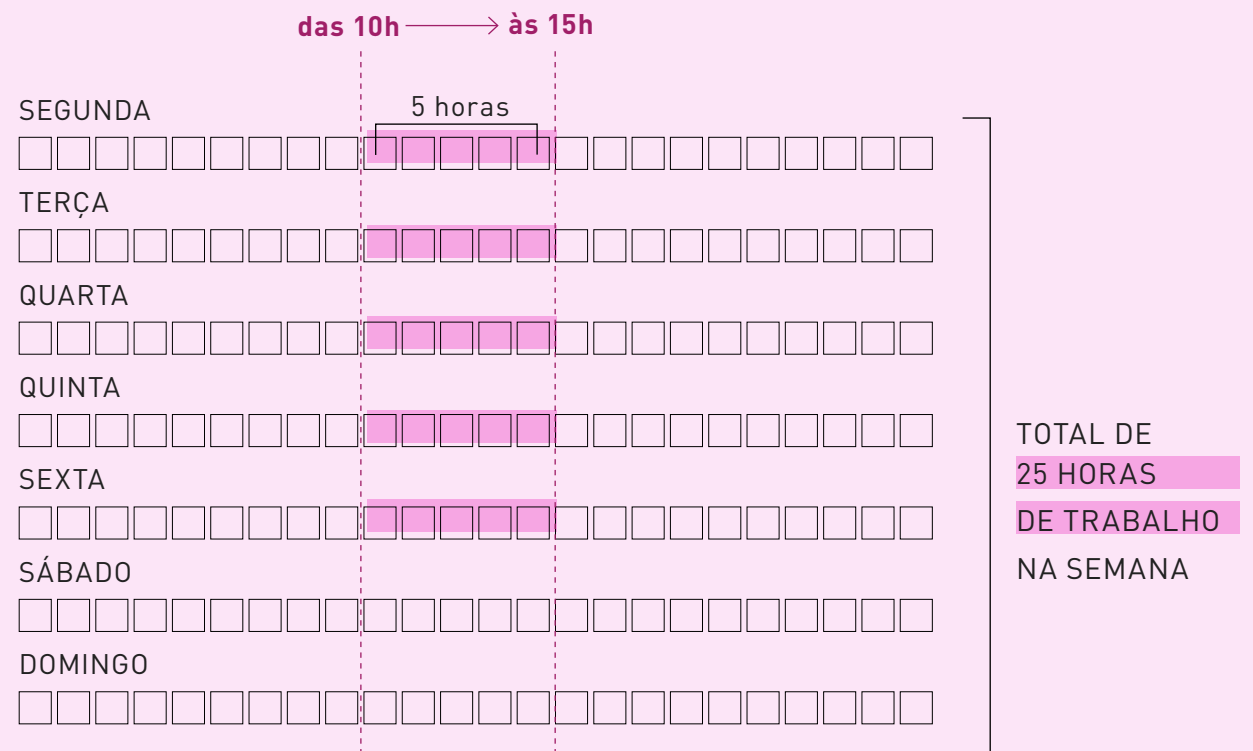 das 10h às 15h
SEGUNDA
5 horas
TERÇA
QUARTA
QUINTA
SEXTA
SÁBADO
DOMINGO
TOTAL DE
25 HORAS
DE TRABALHO
NA SEMANA